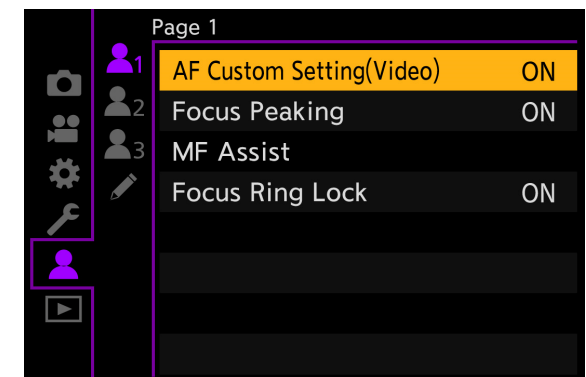 Page 1
1
2
3
AF Custom Setting(Video) ON
Focus Peaking ON
MF Assist
Focus Ring Lock ON